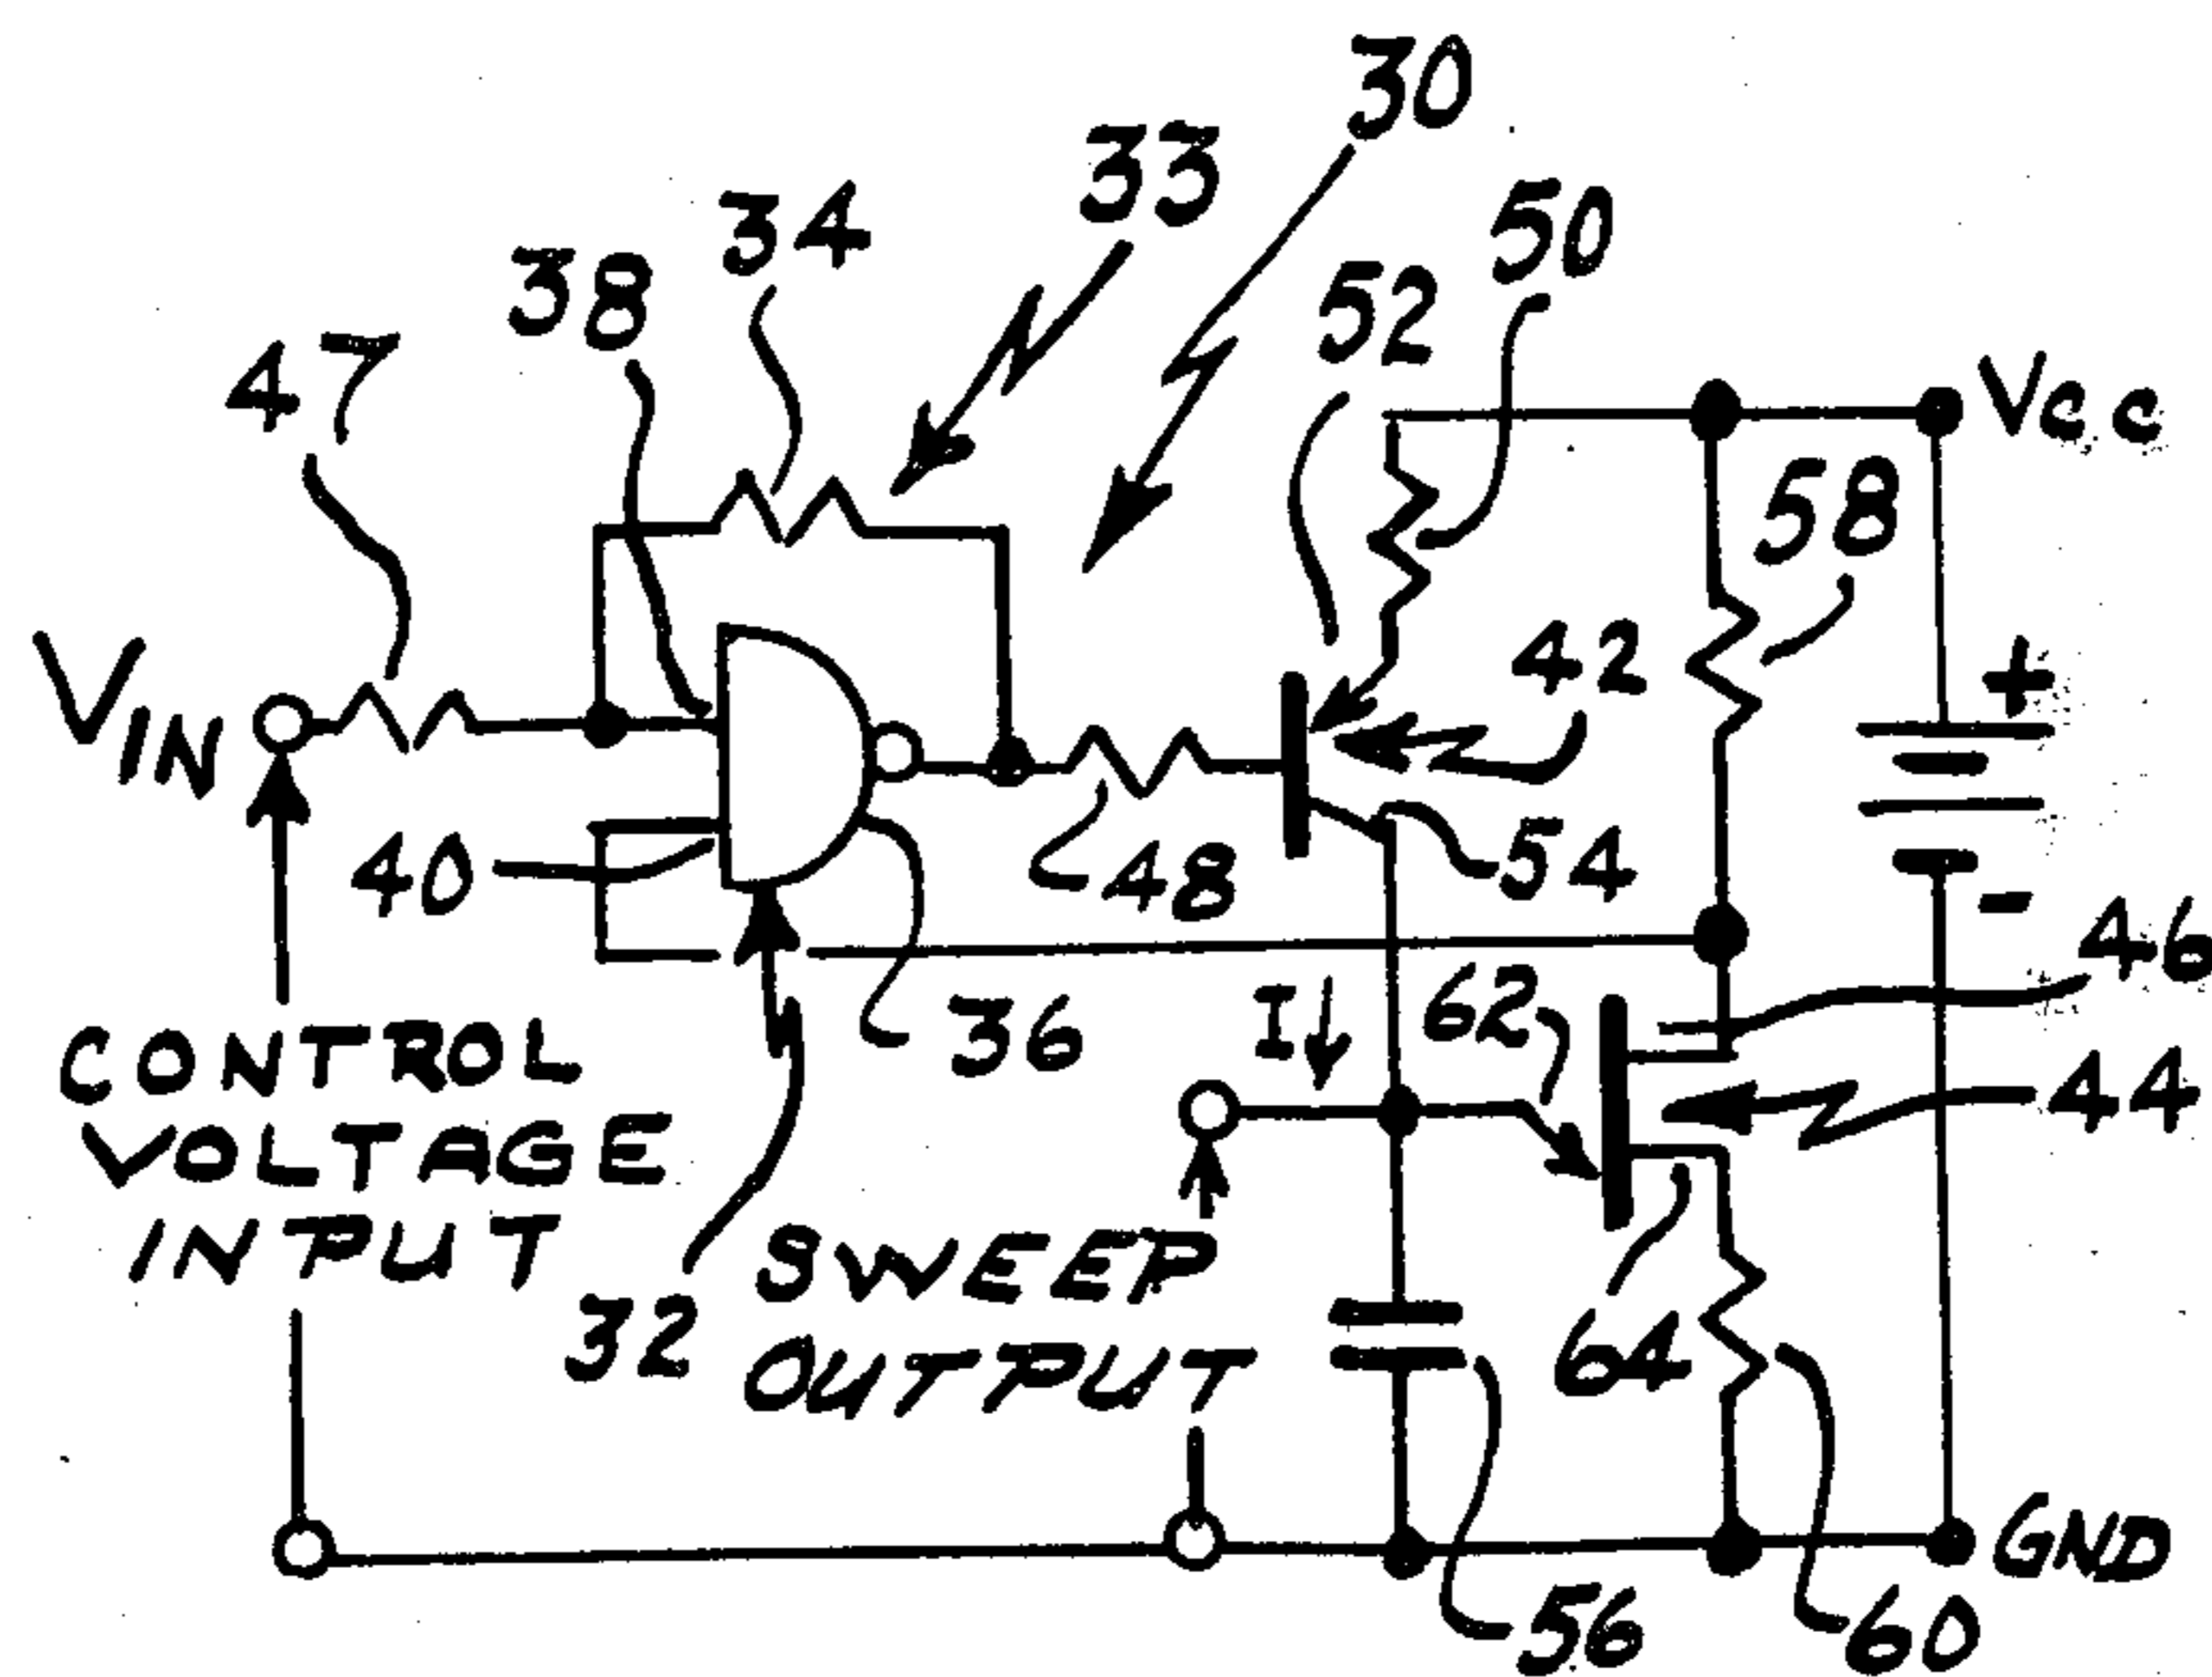 30
33
34
50
38
52
47
Vcc
58
42
+
VIN
54
40
48
-
46
62
I
36
44
CONTROL
VOLTAGE
INPUT
SWEEP
OUTPUT
32
64
GND
56
60